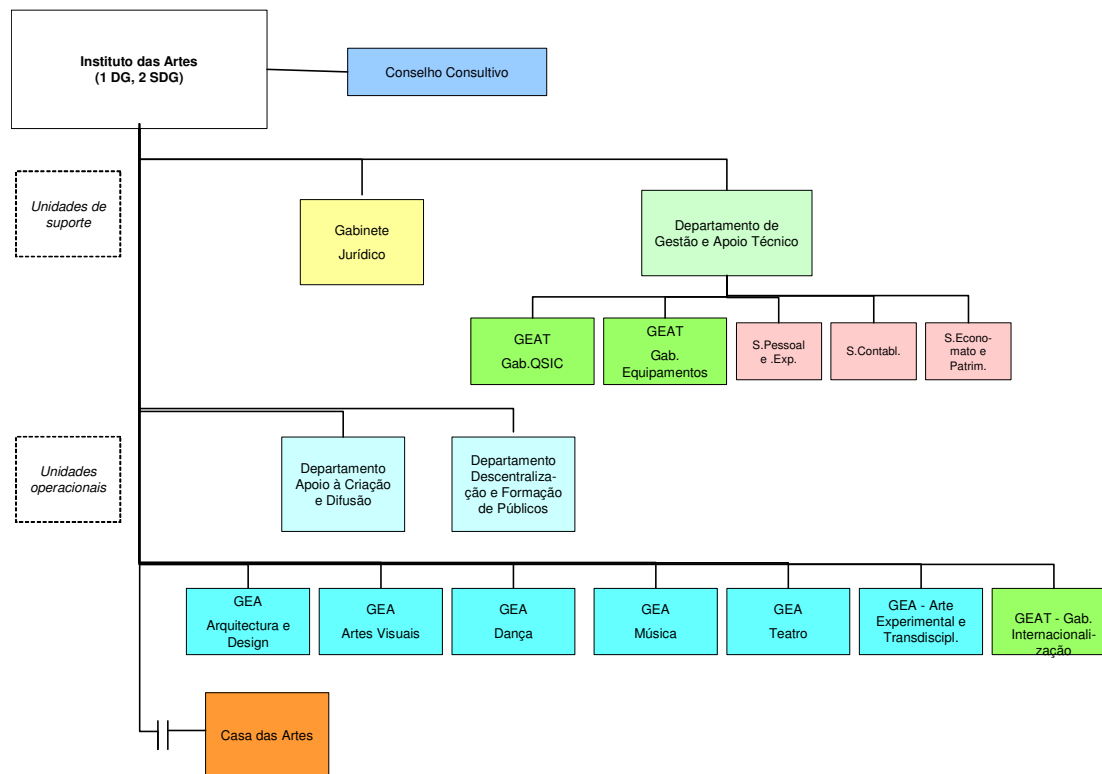 Instituto das Artes
(1 DG, 2 SDG)
Conselho Consultivo
Unidades de
suporte
Gabinete
Jurídico
Departamento de
Gestão e Apoio Técnico
GEAT
Gab.QSIC
GEAT
Gab.
Equipamentos
S.Pessoal
e .Exp.
S.Contabl.
S.Econo-
mato e
Patrim.
Unidades
operacionais
Departamento
Apoio à Criação
e Difusão
Departamento
Descentraliza-
ção e Formação
de Públicos
GEA
Arquitectura e
Design
GEA
Artes Visuais
GEA
Dança
GEA
Música
GEA
Teatro
GEA - Arte
Experimental e
Transdiscipl.
GEAT - Gab.
Internacionali-
zação
Casa das Artes